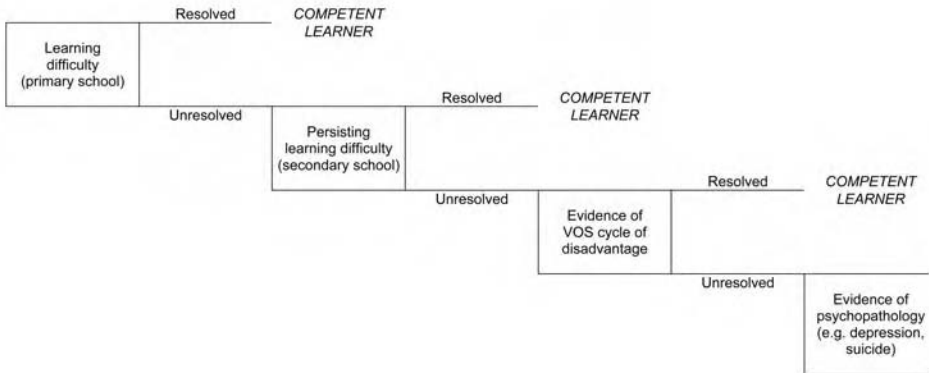 Resolved
COMPETENT
LEARNER
Learning
difficulty
(primary school)
Unresolved
Resolved
COMPETENT
LEARNER
Persisting
learning difficulty
(secondary school)
Unresolved
Resolved
COMPETENT
LEARNER
Evidence of
VOS cycle of
disadvantage
Unresolved
Evidence of
psychopathology
(e.g. depression,
suicide)